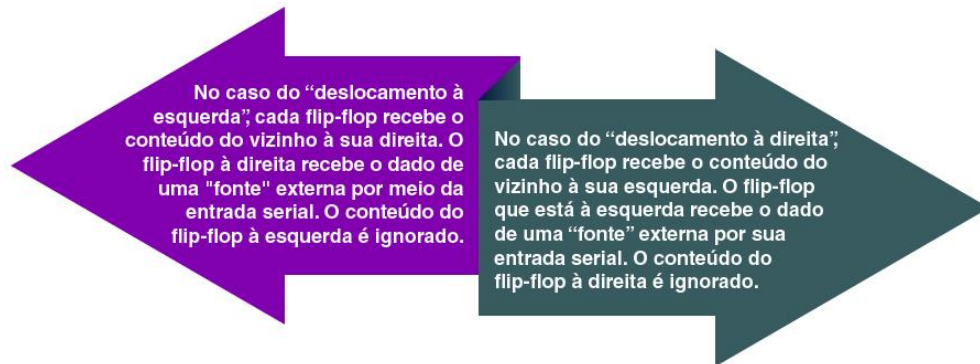 No caso do “deslocamento à
esquerda”, cada flip-flop recebe o
conteúdo do vizinho à sua direita. O
flip-flop à direita recebe o dado de
uma "fonte" externa por meio da
entrada serial. O conteúdo do
flip-flop à esquerda é ignorado.
No caso do “deslocamento à direita”,
cada flip-flop recebe o conteúdo do
vizinho à sua esquerda. O flip-flop
que está à esquerda recebe o dado
de uma “fonte” externa por sua
entrada serial. O conteúdo do
flip-flop à direita é ignorado.